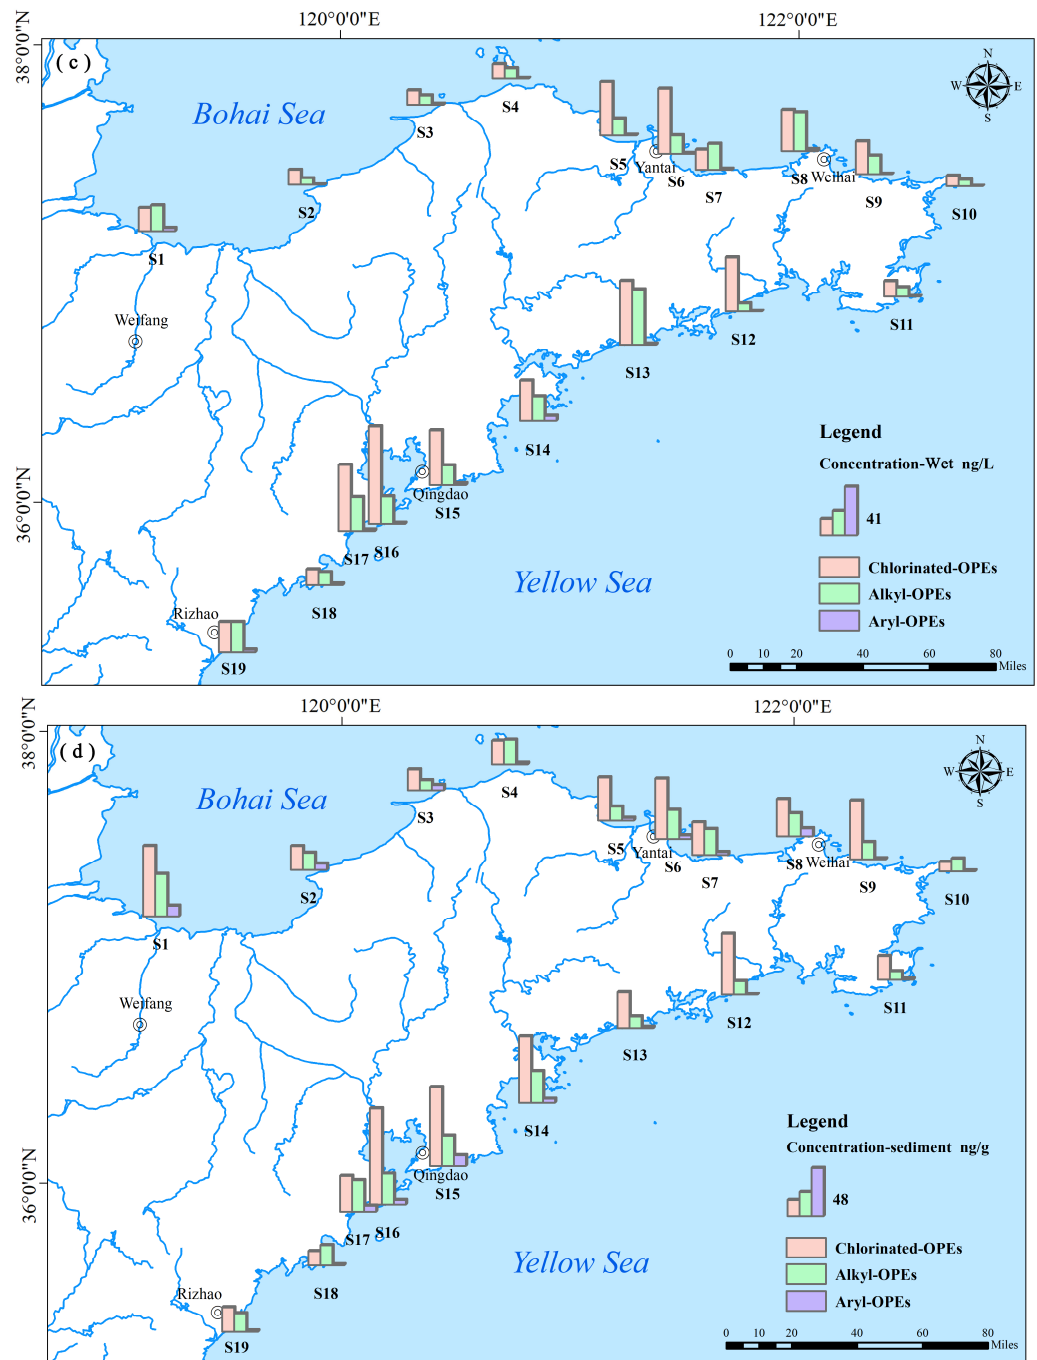 120°0'0"E 122°0'0"E
38°0'0"N
(c)
N
W E
S
Bohai Sea
S4
S3
S5
Yantai
S6
S7
S8
Weihai
S9
S10
S2
S1
Weifang
S11
S12
S13
S14
Legend
Concentration-Wet ng/L
41
Chlorinated-OPEs
Alkyl-OPEs
Aryl-OPEs
36°0'0"N
Qingdao
S15
S17 S16
Yellow Sea
S18
Rizhao
S19
0 10 20 40 60 80 Miles
120°0'0"E 122°0'0"E
38°0'0"N
(d)
N
W E
S
Bohai Sea
S4
S3
S5
Yantai
S6
S7
S8 Weihai
S9
S10
S2
S1
Weifang
S11
S12
S13
S14
Legend
Concentration-sediment ng/g
48
Chlorinated-OPEs
Alkyl-OPEs
Aryl-OPEs
36°0'0"N
Qingdao
S15
S17 S16
Yellow Sea
S18
Rizhao
S19
0 10 20 40 60 80 Miles